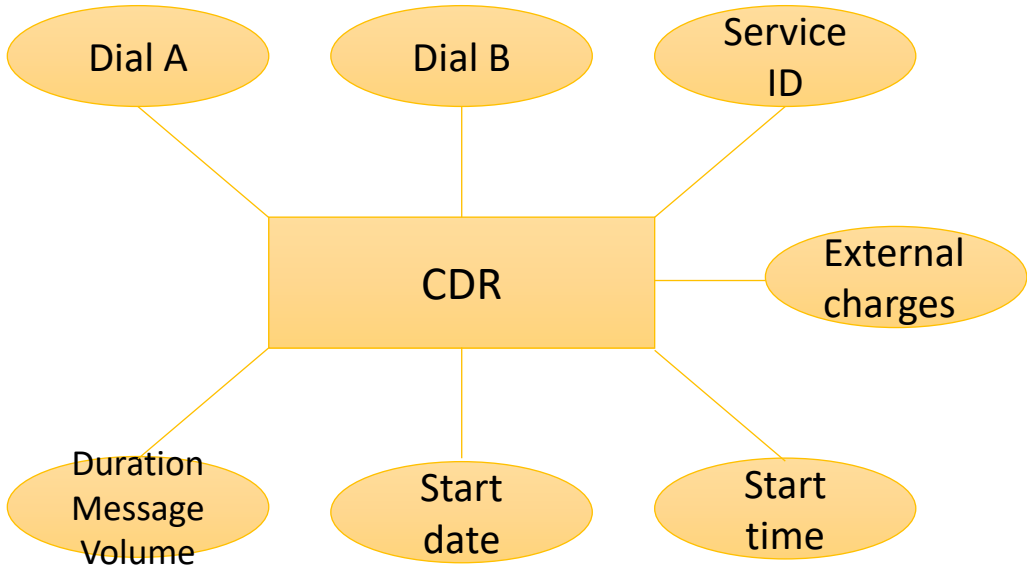 Dial A
Dial B
Service
ID
External
charges
CDR
Duration
Message
Volume
Start
date
Start
time